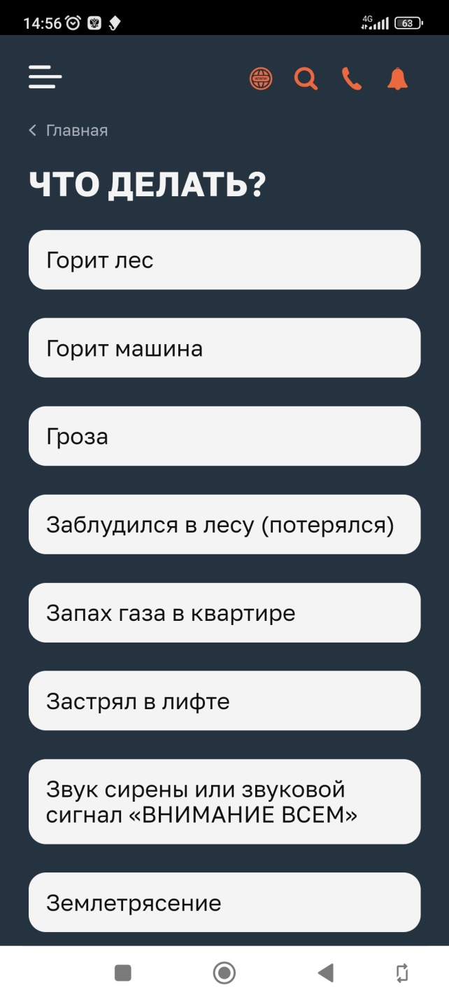 14:56
4G
63
www
Главная
ЧТО ДЕЛАТЬ?
Горит лес
Горит машина
Гроза
Заблудился в лесу (потерялся)
Запах газа в квартире
Застрял в лифте
Звук сирены или звуковой
сигнал «ВНИМАНИЕ ВСЕМ»
Землетрясение